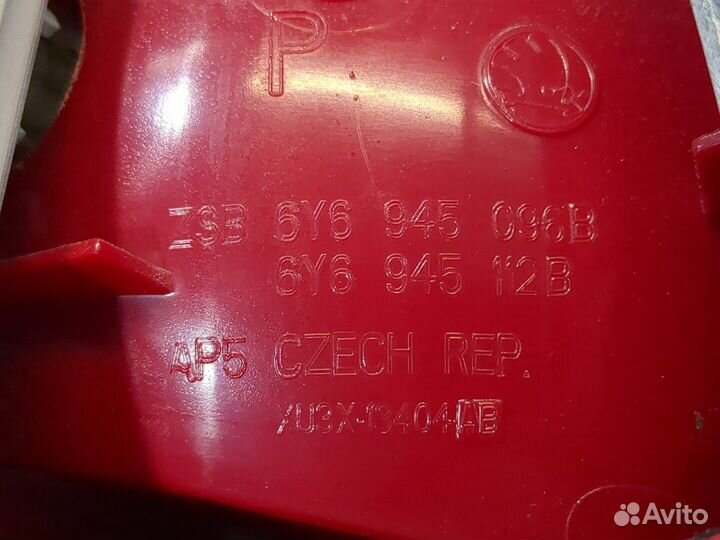 P
ZSB 6Y6 945 096B
6Y6 945 112B
AP5 CZECH REP.
XU3X-13404-AB
Avito